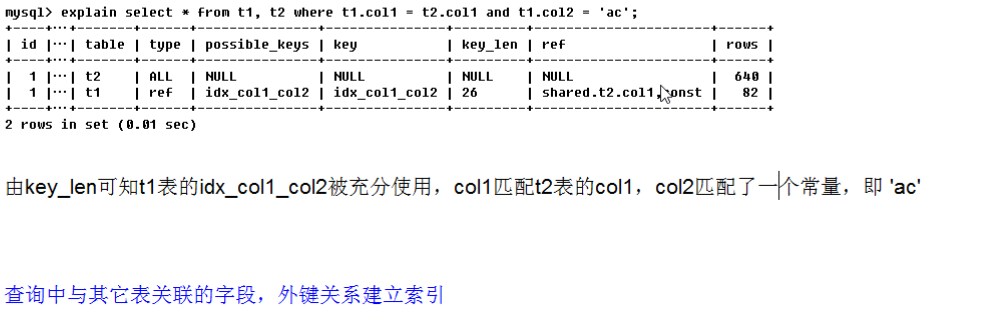 mysql> explain select * from t1, t2 where t1.col1 = t2.col1 and t1.col2 = 'ac';
+----+...+-------+------+---------------+---------------+---------+----------------------+------+
| id |...| table | type | possible_keys | key | key_len | ref | rows |
+----+...+-------+------+---------------+---------------+---------+----------------------+------+
| 1 |...| t2 | ALL | NULL | NULL | NULL | NULL | 640 |
| 1 |...| t1 | ref | idx_col1_col2 | idx_col1_col2 | 26 | shared.t2.col1,const | 82 |
+----+...+-------+------+---------------+---------------+---------+----------------------+------+
2 rows in set (0.01 sec)
由key_len可知t1表的idx_col1_col2被充分使用，col1匹配t2表的col1，col2匹配了一个常量，即 'ac'
查询中与其它表关联的字段，外键关系建立索引